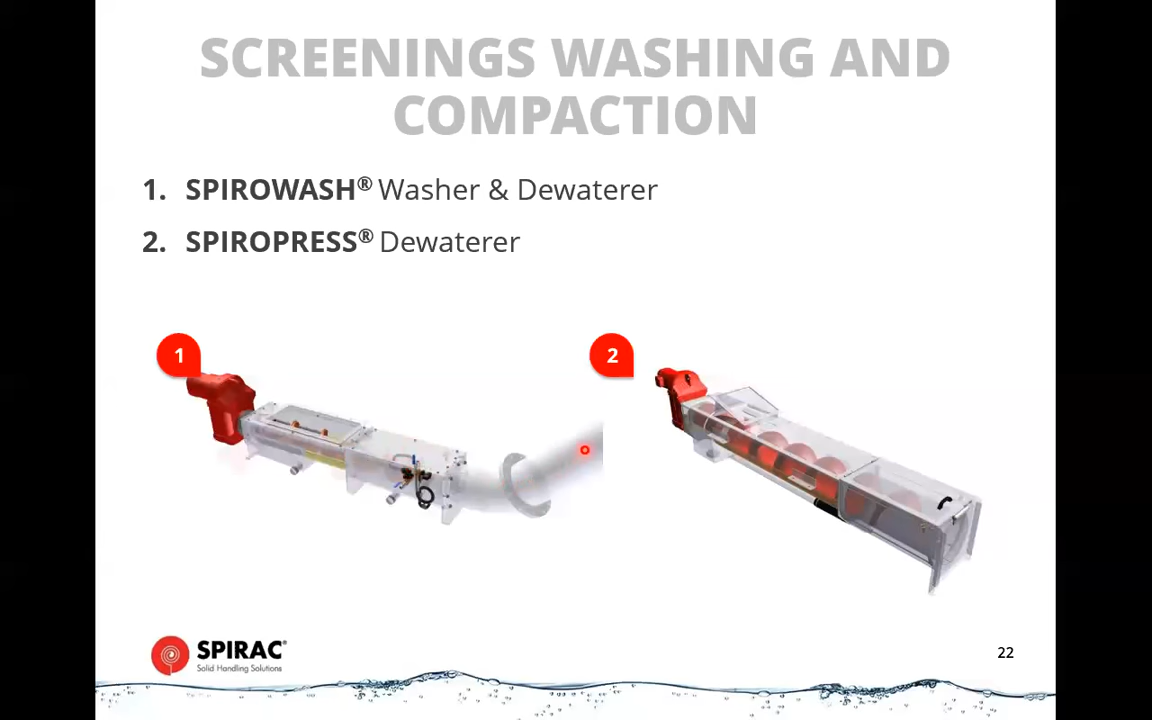 SCREENINGS WASHING AND
COMPACTION
1. SPIROWASH® Washer & Dewaterer
2. SPIROPRESS® Dewaterer
1
2
SPIRAC®
Solid Handling Solutions
22